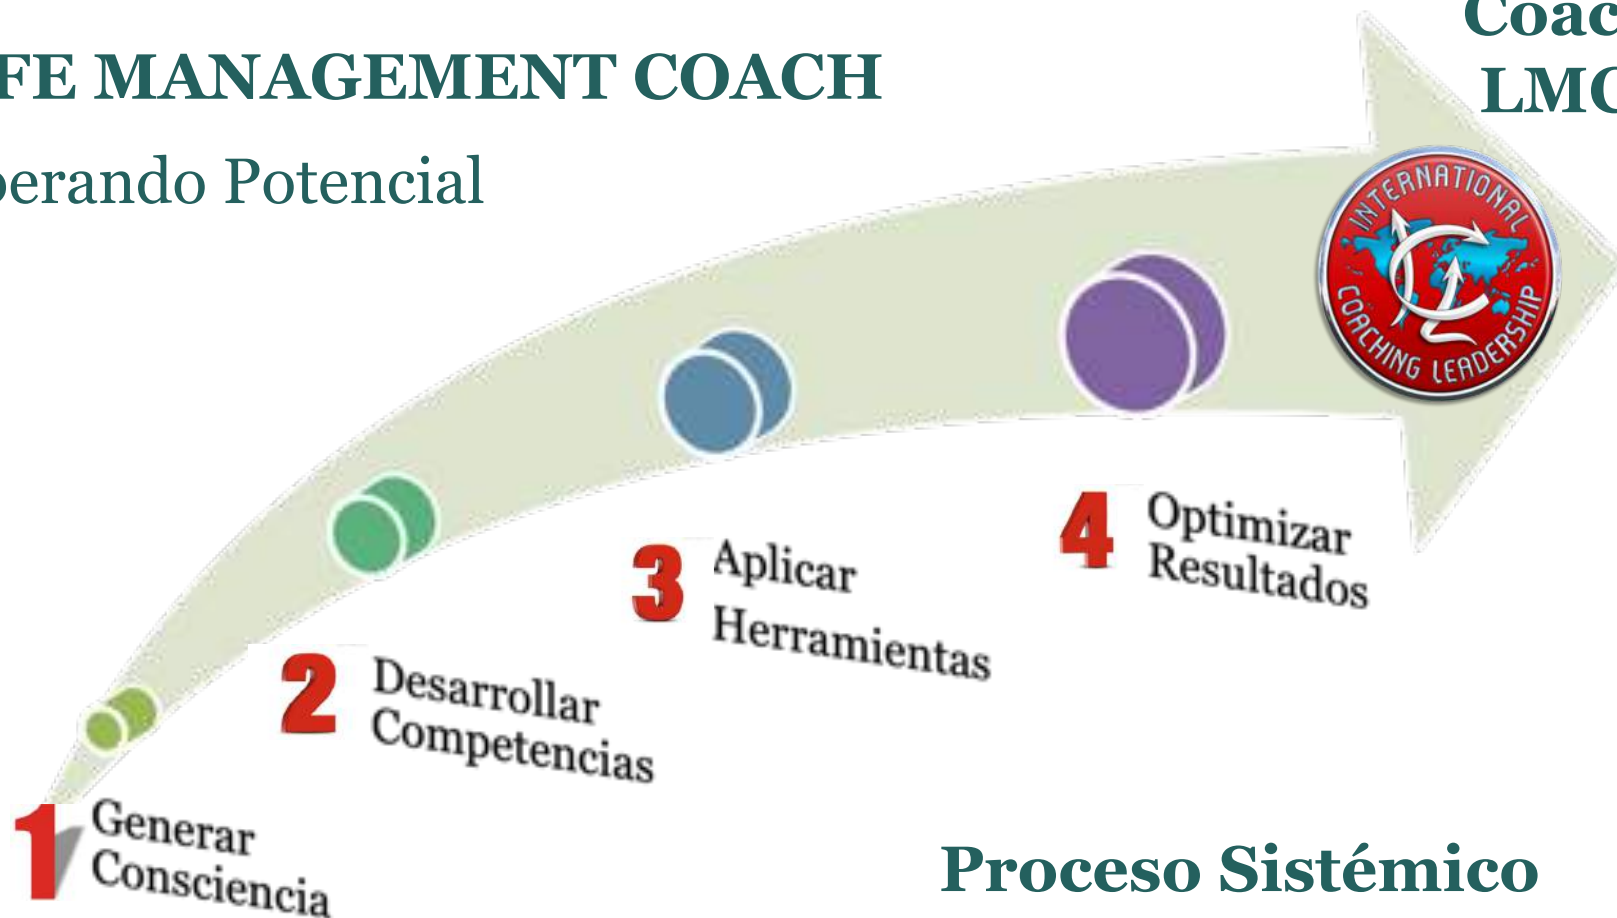 FE MANAGEMENT COACH
Coac
LMC
erando Potencial
INTERNATIONAL
COACHING LEADERSHIP
4 Optimizar
Resultados
3 Aplicar
Herramientas
2 Desarrollar
Competencias
1 Generar
Consciencia
Proceso Sistémico